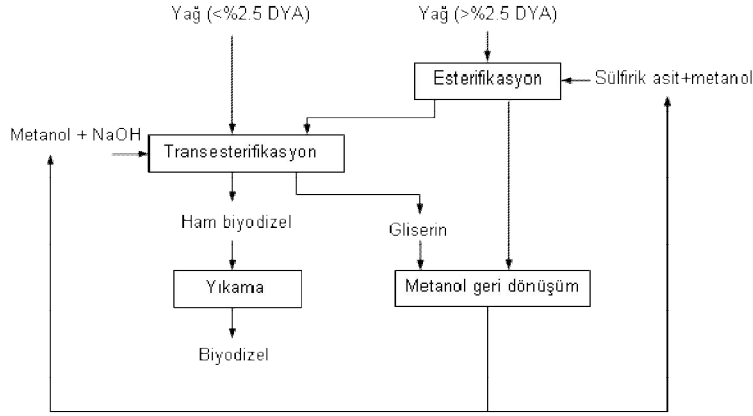 Yağ (<%2.5 DYA)
Yağ (>%2.5 DYA)
Esterifikasyon
Sülfirik asit+metanol
Metanol + NaOH
Transesterifikasyon
Ham biyodizel
Gliserin
Yıkama
Metanol geri dönüşüm
Biyodizel